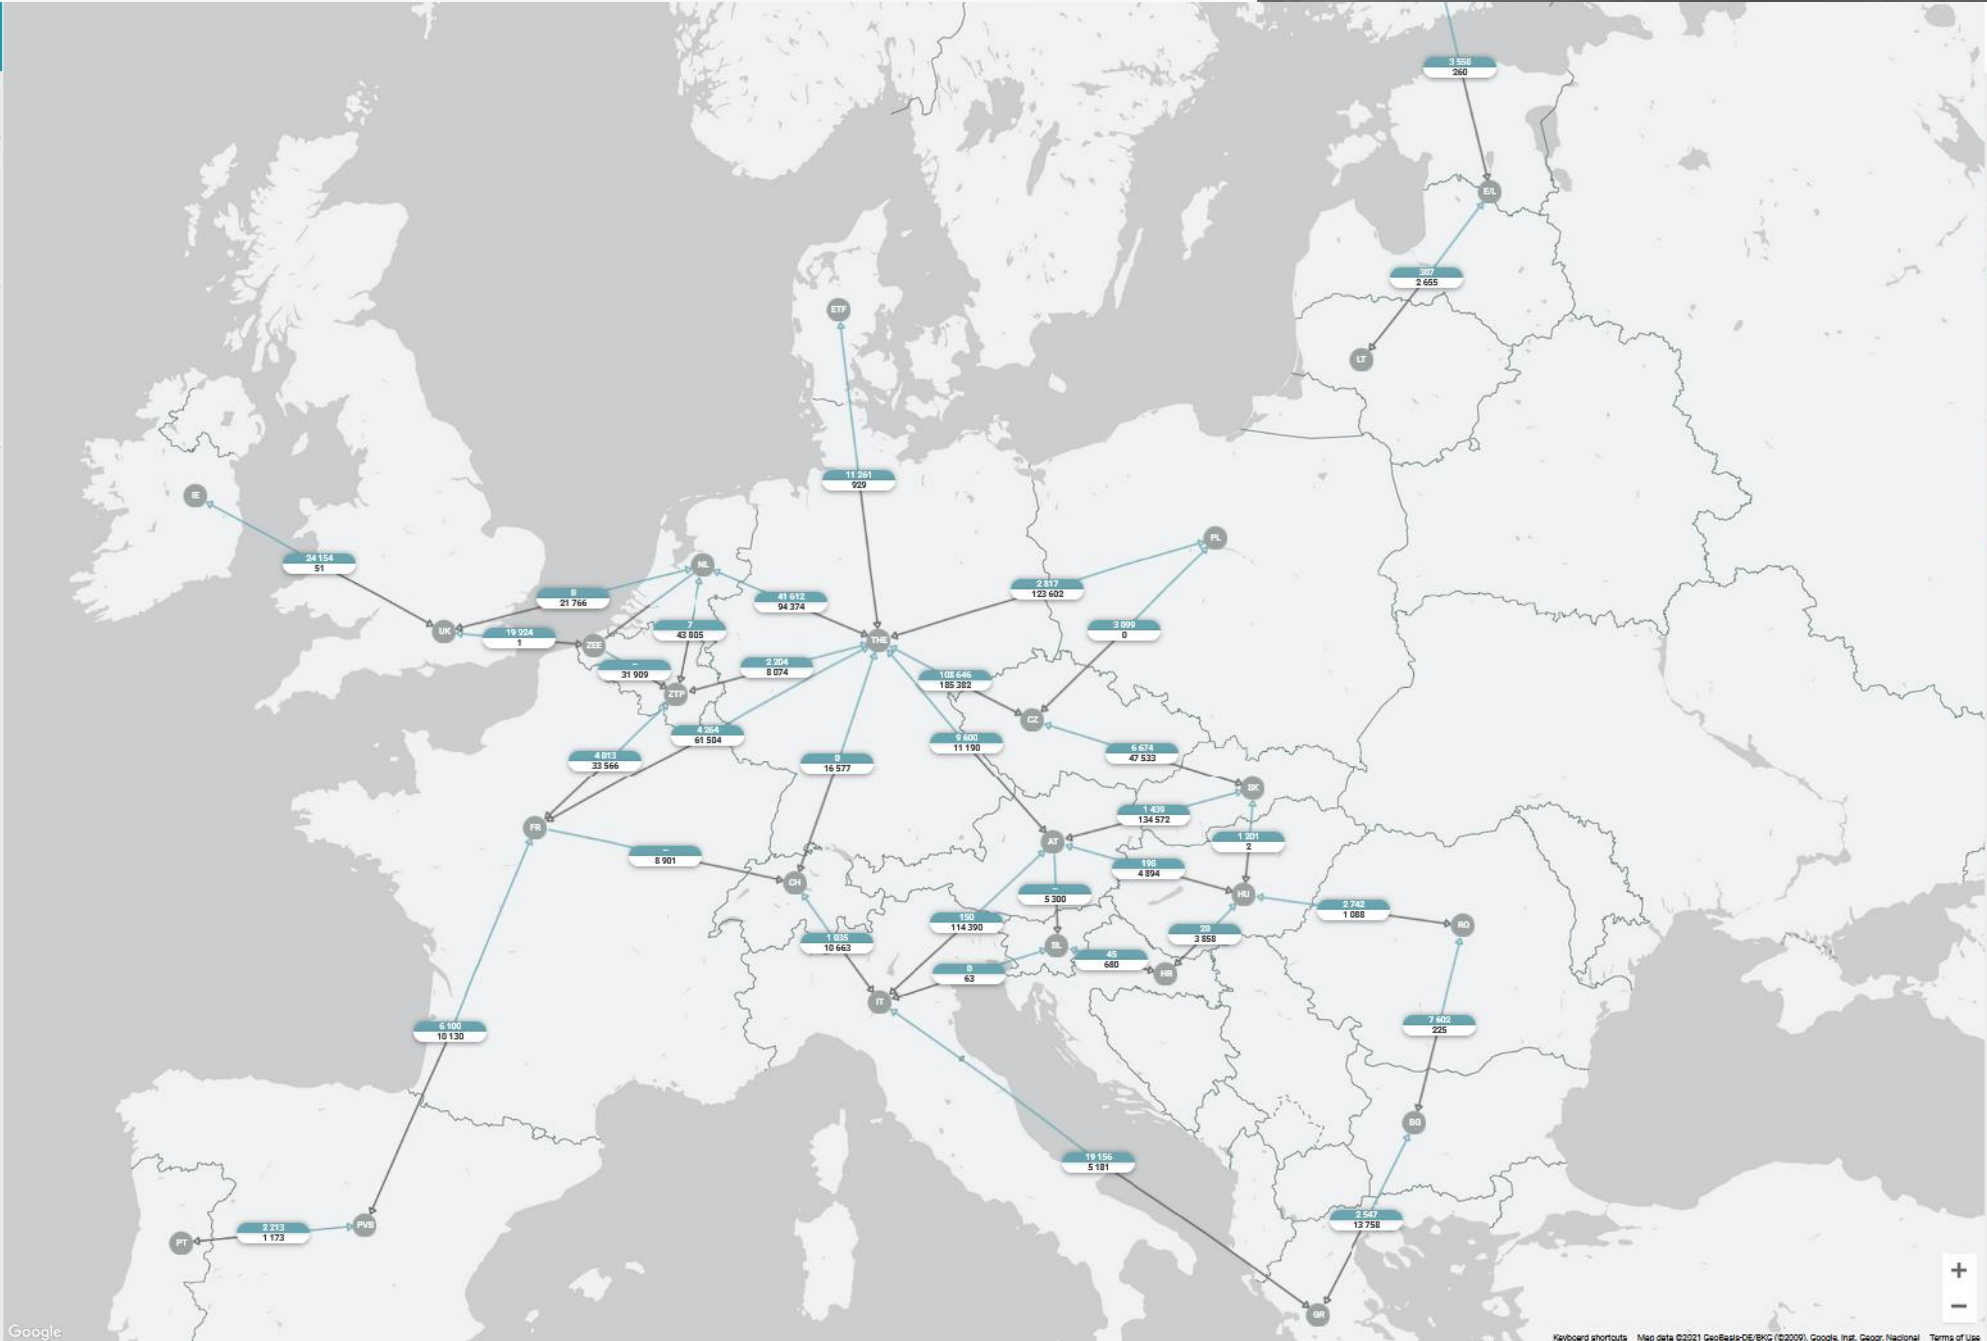 3 558
260
E/L
307
2 655
ETF
LT
11 261
929
IE
PL
24 154
51
NL
2 817
123 602
0
21 766
41 612
94 374
UK
19 924
1
ZEE
7
43 805
THE
3 099
0
--
31 909
2 204
8 074
108 646
185 382
ZTP
CZ
4 264
61 504
9 600
11 190
4 013
33 566
0
16 577
6 674
47 533
SK
1 439
134 572
FR
--
8 901
AT
1 201
2
196
4 894
CH
--
5 300
HU
2 742
1 088
RO
150
114 390
1 035
10 663
20
3 858
SL
45
680
HR
0
63
IT
6 100
10 130
7 602
225
BG
19 156
5 181
2 213
1 173
PVB
PT
2 547
13 758
GR
+
−
Google
Keyboard shortcuts Map data ©2021 GeoBasis-DE/BKG (©2009), Google, Inst. Geogr. Nacional Terms of Use